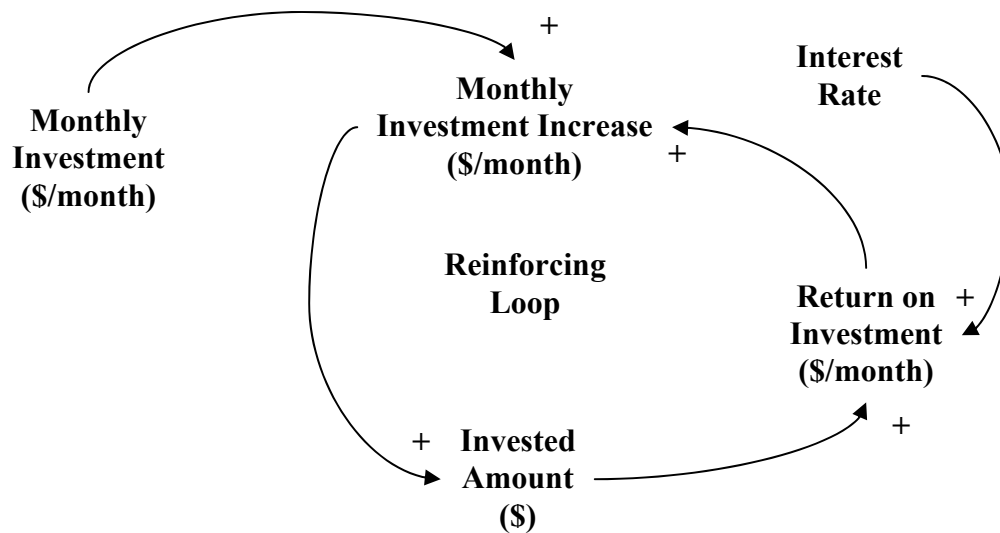 +
Interest
Rate
Monthly
Investment Increase
($/month)
+
Monthly
Investment
($/month)
Reinforcing
Loop
Return on
Investment
($/month)
+
+
+
Invested
Amount
($)